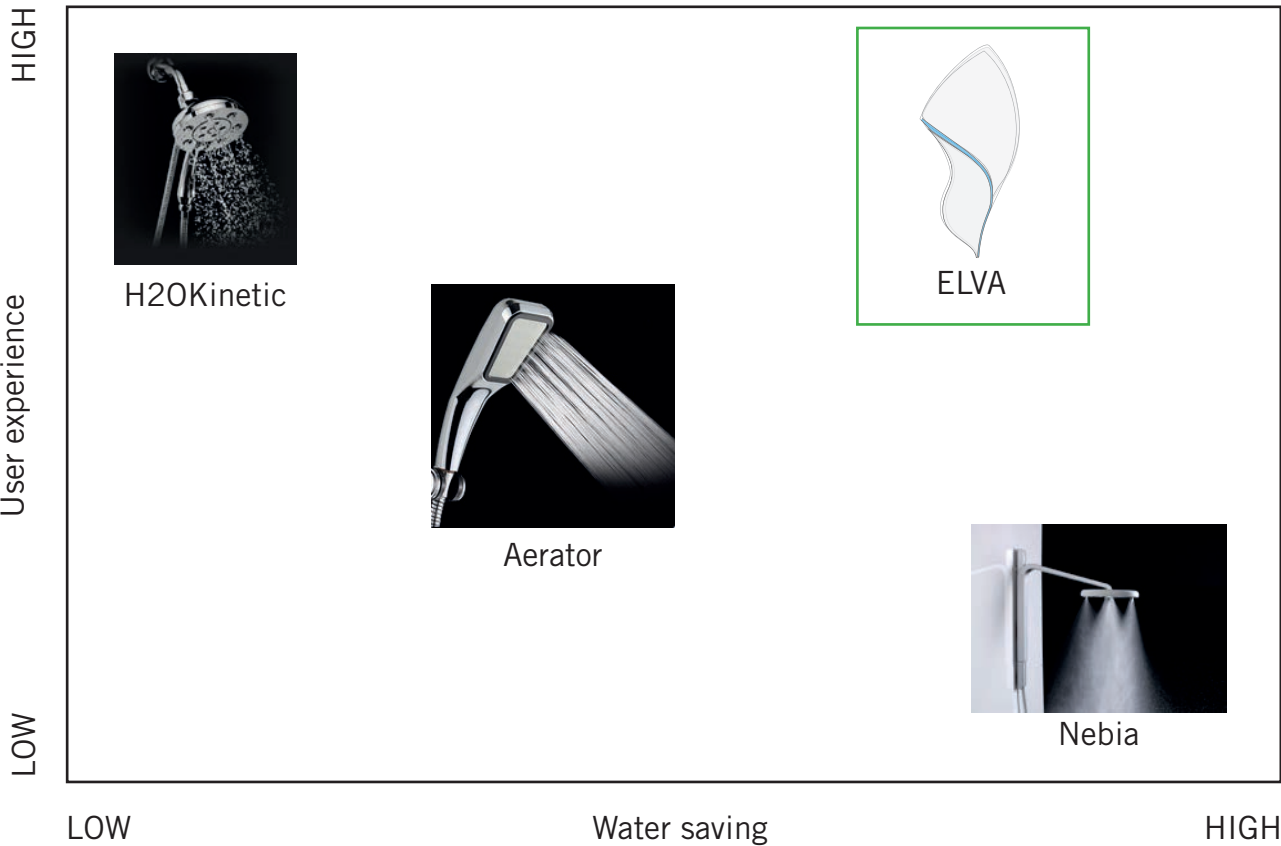 HIGH
H2OKinetic
ELVA
User experience
Aerator
Nebia
LOW
LOW
Water saving
HIGH